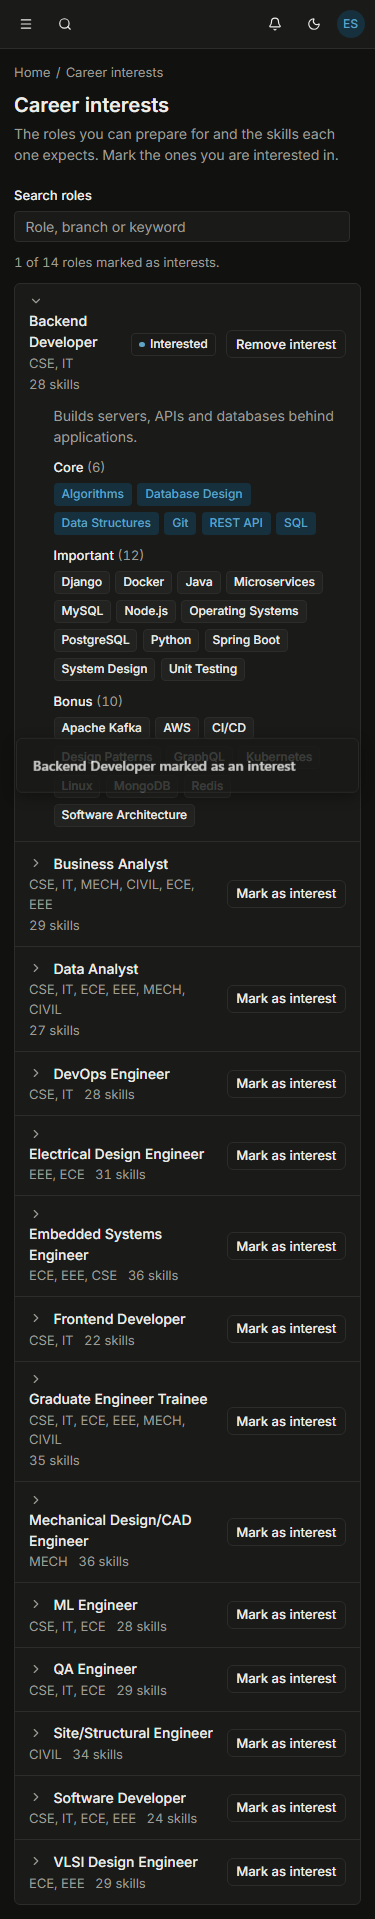 ES
Home / Career interests
Career interests
The roles you can prepare for and the skills each
one expects. Mark the ones you are interested in.
Search roles
Role, branch or keyword
1 of 14 roles marked as interests.
Backend
Developer
Interested
Remove interest
CSE, IT
28 skills
Builds servers, APIs and databases behind
applications.
Core (6)
Algorithms Database Design
Data Structures Git REST API SQL
Important (12)
Django Docker Java Microservices
MySQL Node.js Operating Systems
PostgreSQL Python Spring Boot
System Design Unit Testing
Bonus (10)
Apache Kafka AWS CI/CD
Design Patterns GraphQL Kubernetes
Backend Developer marked as an interest
Linux MongoDB Redis
Software Architecture
Business Analyst
CSE, IT, MECH, CIVIL, ECE,
EEE
29 skills
Mark as interest
Data Analyst
CSE, IT, ECE, EEE, MECH,
CIVIL
27 skills
Mark as interest
DevOps Engineer
CSE, IT 28 skills
Mark as interest
Electrical Design Engineer
EEE, ECE 31 skills
Mark as interest
Embedded Systems
Engineer
ECE, EEE, CSE 36 skills
Mark as interest
Frontend Developer
CSE, IT 22 skills
Mark as interest
Graduate Engineer Trainee
CSE, IT, ECE, EEE, MECH,
CIVIL
35 skills
Mark as interest
Mechanical Design/CAD
Engineer
MECH 36 skills
Mark as interest
ML Engineer
CSE, IT, ECE 28 skills
Mark as interest
QA Engineer
CSE, IT, ECE 29 skills
Mark as interest
Site/Structural Engineer
CIVIL 34 skills
Mark as interest
Software Developer
CSE, IT, ECE, EEE 24 skills
Mark as interest
VLSI Design Engineer
ECE, EEE 29 skills
Mark as interest